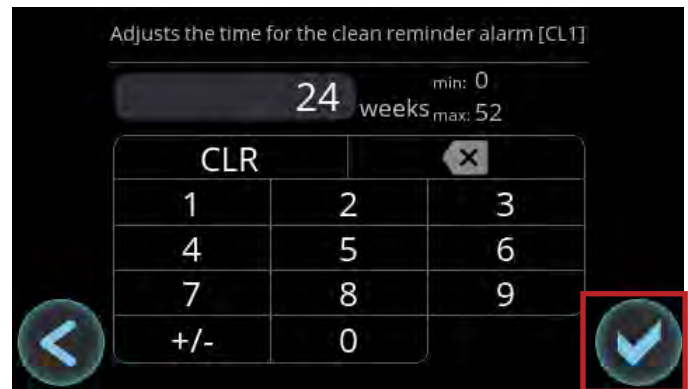 Adjusts the time for the clean reminder alarm [CL1]
24 weeks min: 0
max: 52
CLR
1 2 3
4 5 6
7 8 9
+/- 0